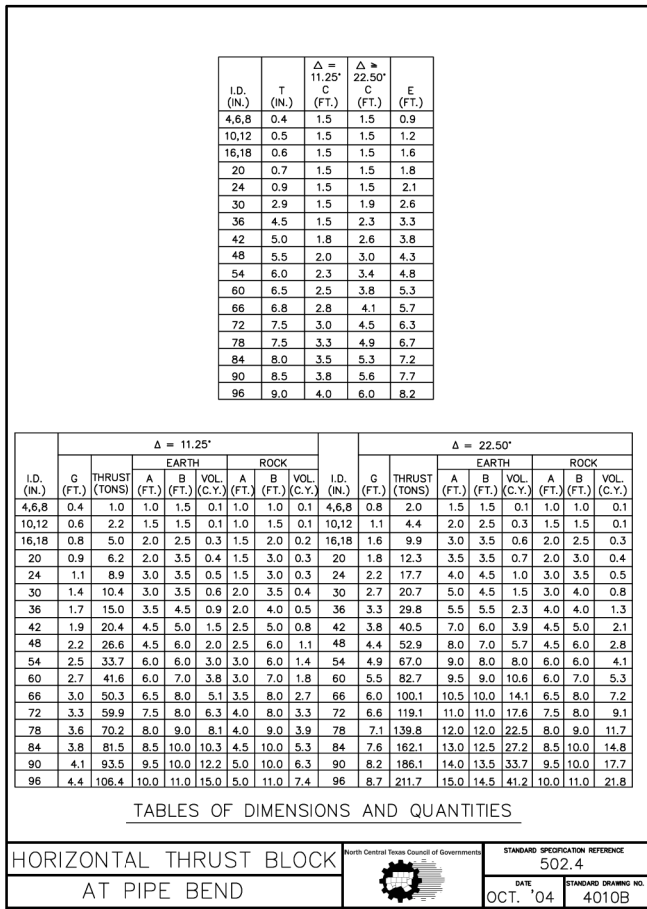 I.D. (IN.) T (IN.) Δ = 11.25° C (FT.) Δ ≥ 22.50° C (FT.) E (FT.)
4,6,8 0.4 1.5 1.5 0.9
10,12 0.5 1.5 1.5 1.2
16,18 0.6 1.5 1.5 1.6
20 0.7 1.5 1.5 1.8
24 0.9 1.5 1.5 2.1
30 2.9 1.5 1.9 2.6
36 4.5 1.5 2.3 3.3
42 5.0 1.8 2.6 3.8
48 5.5 2.0 3.0 4.3
54 6.0 2.3 3.4 4.8
60 6.5 2.5 3.8 5.3
66 6.8 2.8 4.1 5.7
72 7.5 3.0 4.5 6.3
78 7.5 3.3 4.9 6.7
84 8.0 3.5 5.3 7.2
90 8.5 3.8 5.6 7.7
96 9.0 4.0 6.0 8.2
Δ = 11.25° Δ = 22.50°
EARTH ROCK EARTH ROCK
I.D. (IN.) G (FT.) THRUST (TONS) A (FT.) B (FT.) VOL. (C.Y.) A (FT.) B (FT.) VOL. (C.Y.) I.D. (IN.) G (FT.) THRUST (TONS) A (FT.) B (FT.) VOL. (C.Y.) A (FT.) B (FT.) VOL. (C.Y.)
4,6,8 0.4 1.0 1.0 1.5 0.1 1.0 1.0 0.1 4,6,8 0.8 2.0 1.5 1.5 0.1 1.0 1.0 0.1
10,12 0.6 2.2 1.5 1.5 0.1 1.0 1.5 0.1 10,12 1.1 4.4 2.0 2.5 0.3 1.5 1.5 0.1
16,18 0.8 5.0 2.0 2.5 0.3 1.5 2.0 0.2 16,18 1.6 9.9 3.0 3.5 0.6 2.0 2.5 0.3
20 0.9 6.2 2.0 3.5 0.4 1.5 3.0 0.3 20 1.8 12.3 3.5 3.5 0.7 2.0 3.0 0.4
24 1.1 8.9 3.0 3.5 0.5 1.5 3.0 0.3 24 2.2 17.7 4.0 4.5 1.0 3.0 3.5 0.5
30 1.4 10.4 3.0 3.5 0.6 2.0 3.5 0.4 30 2.7 20.7 5.0 4.5 1.5 3.0 4.0 0.8
36 1.7 15.0 3.5 4.5 0.9 2.0 4.0 0.5 36 3.3 29.8 5.5 5.5 2.3 4.0 4.0 1.3
42 1.9 20.4 4.5 5.0 1.5 2.5 5.0 0.8 42 3.8 40.5 7.0 6.0 3.9 4.5 5.0 2.1
48 2.2 26.6 4.5 6.0 2.0 2.5 6.0 1.1 48 4.4 52.9 8.0 7.0 5.7 4.5 6.0 2.8
54 2.5 33.7 6.0 6.0 3.0 3.0 6.0 1.4 54 4.9 67.0 9.0 8.0 8.0 6.0 6.0 4.1
60 2.7 41.6 6.0 7.0 3.8 3.0 7.0 1.8 60 5.5 82.7 9.5 9.0 10.6 6.0 7.0 5.3
66 3.0 50.3 6.5 8.0 5.1 3.5 8.0 2.7 66 6.0 100.1 10.5 10.0 14.1 6.5 8.0 7.2
72 3.3 59.9 7.5 8.0 6.3 4.0 8.0 3.3 72 6.6 119.1 11.0 11.0 17.6 7.5 8.0 9.1
78 3.6 70.2 8.0 9.0 8.1 4.0 9.0 3.9 78 7.1 139.8 12.0 12.0 22.5 8.0 9.0 11.7
84 3.8 81.5 8.5 10.0 10.3 4.5 10.0 5.3 84 7.6 162.1 13.0 12.5 27.2 8.5 10.0 14.8
90 4.1 93.5 9.5 10.0 12.2 5.0 10.0 6.3 90 8.2 186.1 14.0 13.5 33.7 9.5 10.0 17.7
96 4.4 106.4 10.0 11.0 15.0 5.0 11.0 7.4 96 8.7 211.7 15.0 14.5 41.2 10.0 11.0 21.8
TABLES OF DIMENSIONS AND QUANTITIES
HORIZONTAL THRUST BLOCK
AT PIPE BEND
North Central Texas Council of Governments
STANDARD SPECIFICATION REFERENCE
502.4
DATE
OCT. '04
STANDARD DRAWING NO.
4010B